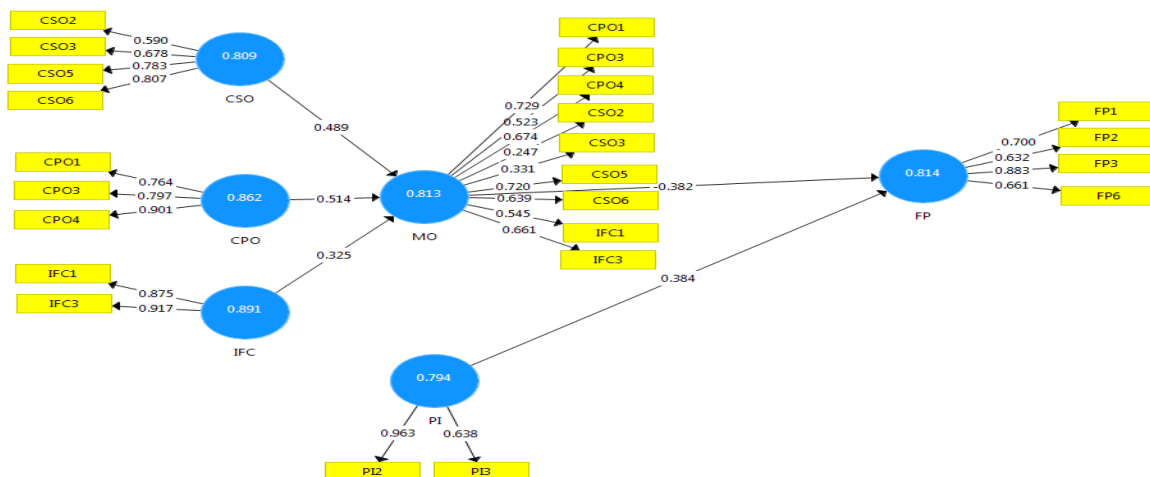 CSO2
CSO3
CSO5
CSO6
0.590
0.678
0.783
0.807
0.809
CSO
0.489
CPO1
CPO3
CPO4
0.764
0.797
0.901
0.862
CPO
0.514
IFC1
IFC3
0.875
0.917
0.891
IFC
0.325
0.813
MO
0.729
0.523
0.674
0.247
0.331
0.720
0.639
0.545
0.661
CPO1
CPO3
CPO4
CSO2
CSO3
CSO5
CSO6
IFC1
IFC3
-0.382
0.384
0.794
PI
0.963
0.638
PI2
PI3
0.814
FP
0.700
0.632
0.883
0.661
FP1
FP2
FP3
FP6